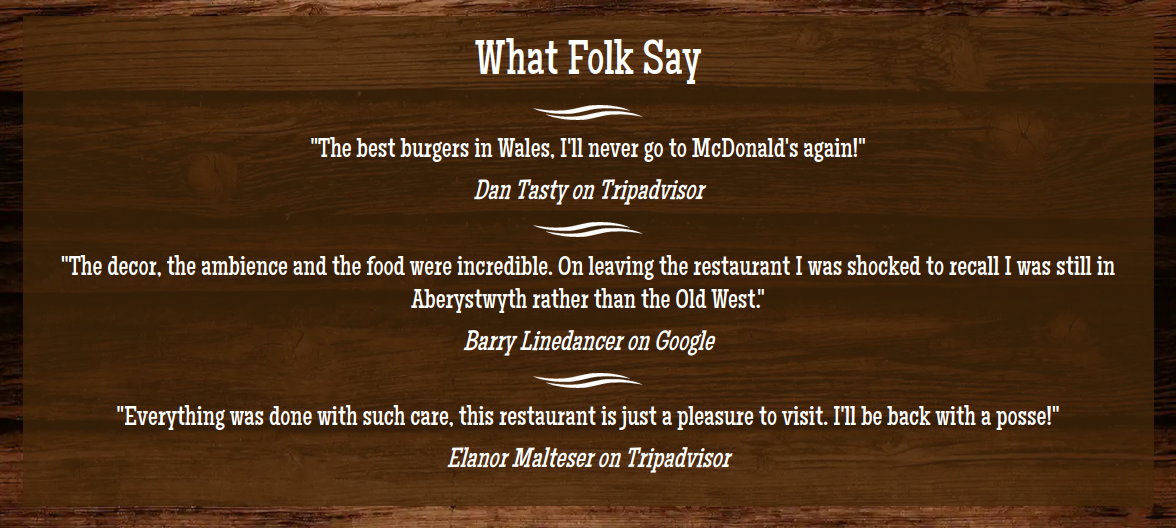 What Folk Say
"The best burgers in Wales, I'll never go to McDonald's again!"
Dan Tasty on Tripadvisor
"The decor, the ambience and the food were incredible. On leaving the restaurant I was shocked to recall I was still in
Aberystwyth rather than the Old West."
Barry Linedancer on Google
"Everything was done with such care, this restaurant is just a pleasure to visit. I'll be back with a posse!"
Elanor Malteser on Tripadvisor